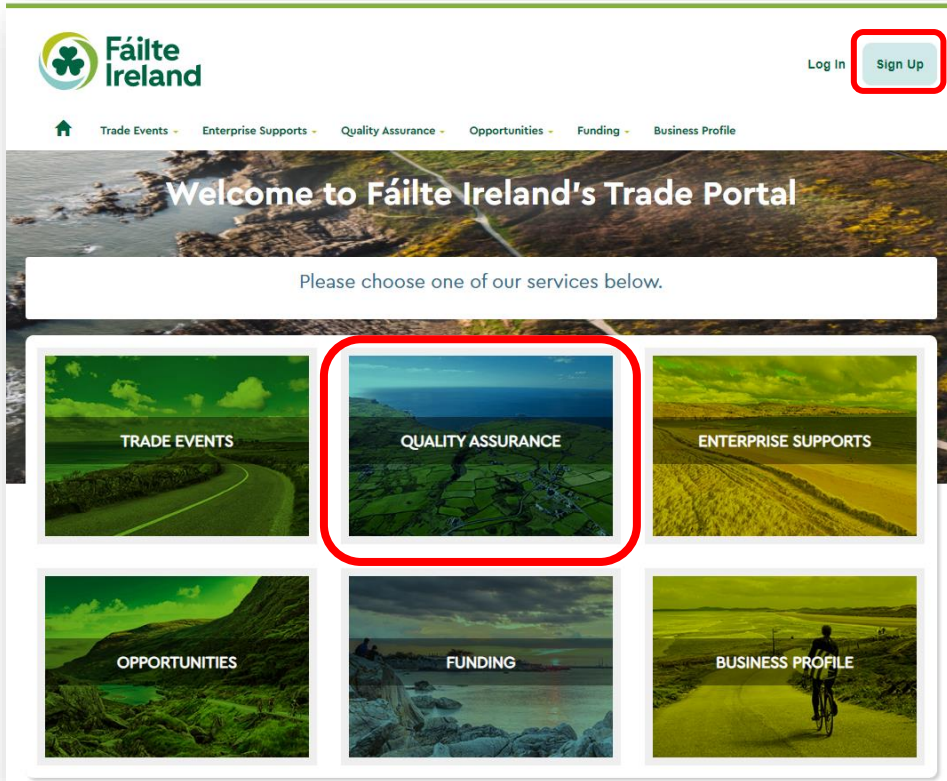 Fáilte
Ireland
Log In
Sign Up
Trade Events
Enterprise Supports
Quality Assurance
Opportunities
Funding
Business Profile
Welcome to Fáilte Ireland's Trade Portal
Please choose one of our services below.
TRADE EVENTS
QUALITY ASSURANCE
ENTERPRISE SUPPORTS
OPPORTUNITIES
FUNDING
BUSINESS PROFILE